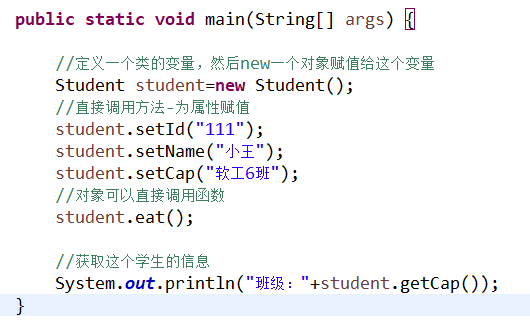 public static void main(String[] args) {
//定义一个类的变量，然后new一个对象赋值给这个变量
Student student=new Student();
//直接调用方法-为属性赋值
student.setId("111");
student.setName("小王");
student.setCap("软工6班");
//对象可以直接调用函数
student.eat();
//获取这个学生的信息
System.out.println("班级："+student.getCap());
}